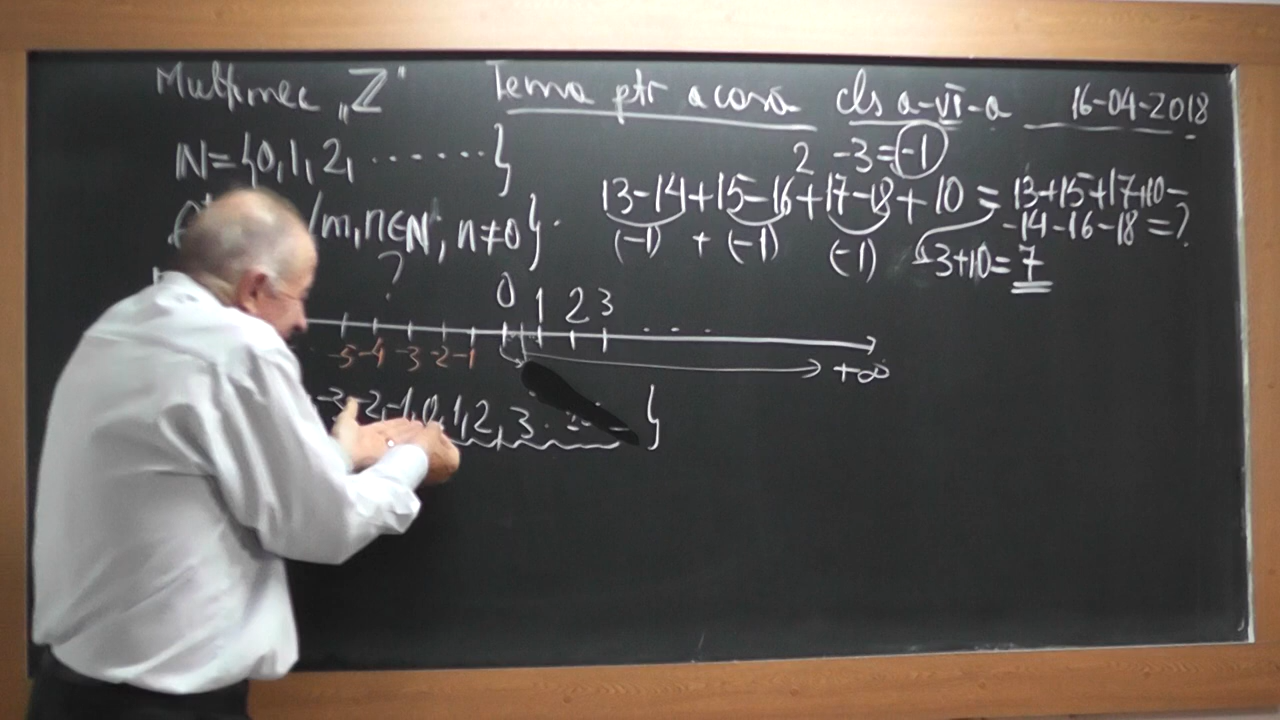 Mulțimea „Z" Tema ptr acasă cls a-VI-a 16-04-2018
N={0,1,2, .......}
/m,n∈N, n≠0}.
?
2 -3=-1
13-14+15-16+17-18+10=13+15+17+10-
-14-16-18=?
(-1) + (-1) (-1) -3+10=7
0 1 2 3 ...
-5 -4 -3 -2 -1 +∞
-3,-2,-1,0,1,2,3. }